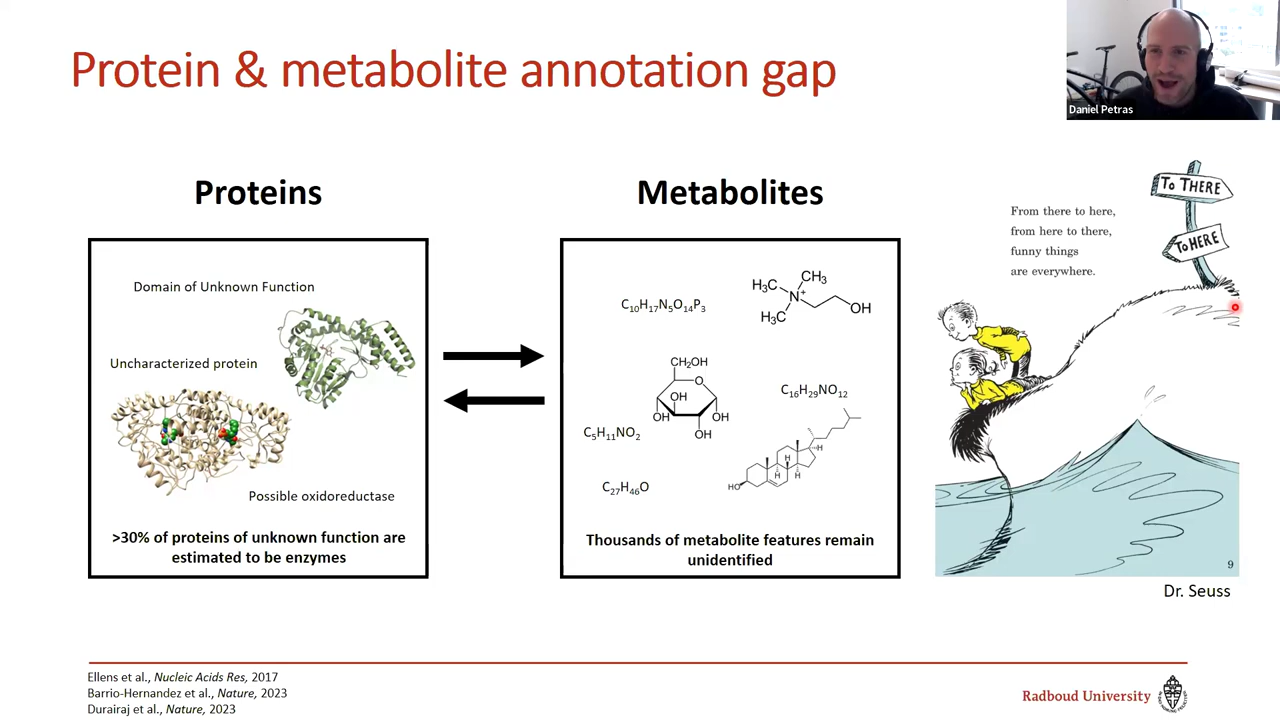 Protein & metabolite annotation gap
Daniel Petras
Proteins
Metabolites
Domain of Unknown Function
Uncharacterized protein
Possible oxidoreductase
>30% of proteins of unknown function are
estimated to be enzymes
C₁₀H₁₇N₅O₁₄P₃
H₃C
CH₃
N⁺
H₃C
OH
CH₂OH
O
OH
OH
OH
OH
C₁₆H₂₉NO₁₂
C₅H₁₁NO₂
C₂₇H₄₆O
HO
H
H
H
H
Thousands of metabolite features remain
unidentified
From there to here,
from here to there,
funny things
are everywhere.
TO THERE
TO HERE
9
Dr. Seuss
Ellens et al., Nucleic Acids Res, 2017
Barrio-Hernandez et al., Nature, 2023
Durairaj et al., Nature, 2023
Radboud University